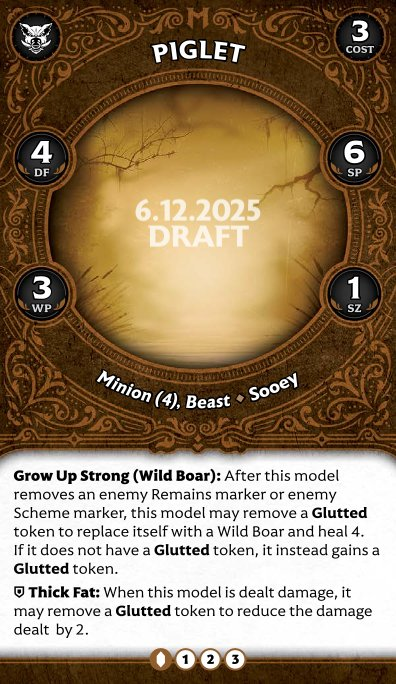 PIGLET
3
COST
4
DF
6
SP
6.12.2025
DRAFT
3
WP
1
SZ
Minion (4), Beast ◆ Sooey
Grow Up Strong (Wild Boar): After this model
removes an enemy Remains marker or enemy
Scheme marker, this model may remove a Glutted
token to replace itself with a Wild Boar and heal 4.
If it does not have a Glutted token, it instead gains a
Glutted token.
Thick Fat: When this model is dealt damage, it
may remove a Glutted token to reduce the damage
dealt by 2.
1 2 3